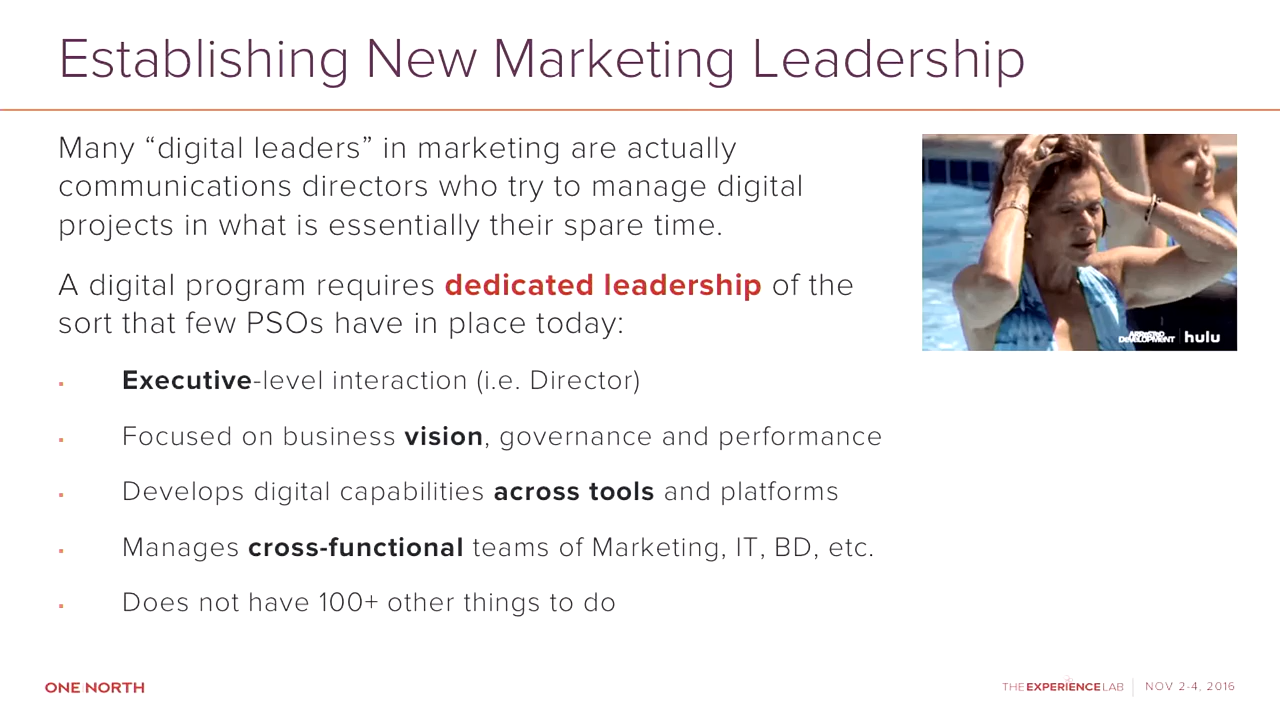 Establishing New Marketing Leadership
Many “digital leaders” in marketing are actually
communications directors who try to manage digital
projects in what is essentially their spare time.
A digital program requires dedicated leadership of the
sort that few PSOs have in place today:
Executive-level interaction (i.e. Director)
Focused on business vision, governance and performance
Develops digital capabilities across tools and platforms
Manages cross-functional teams of Marketing, IT, BD, etc.
Does not have 100+ other things to do
ARRESTED
DEVELOPMENT
hulu
ONE NORTH
THE EXPERIENCE LAB
NOV 2-4, 2016